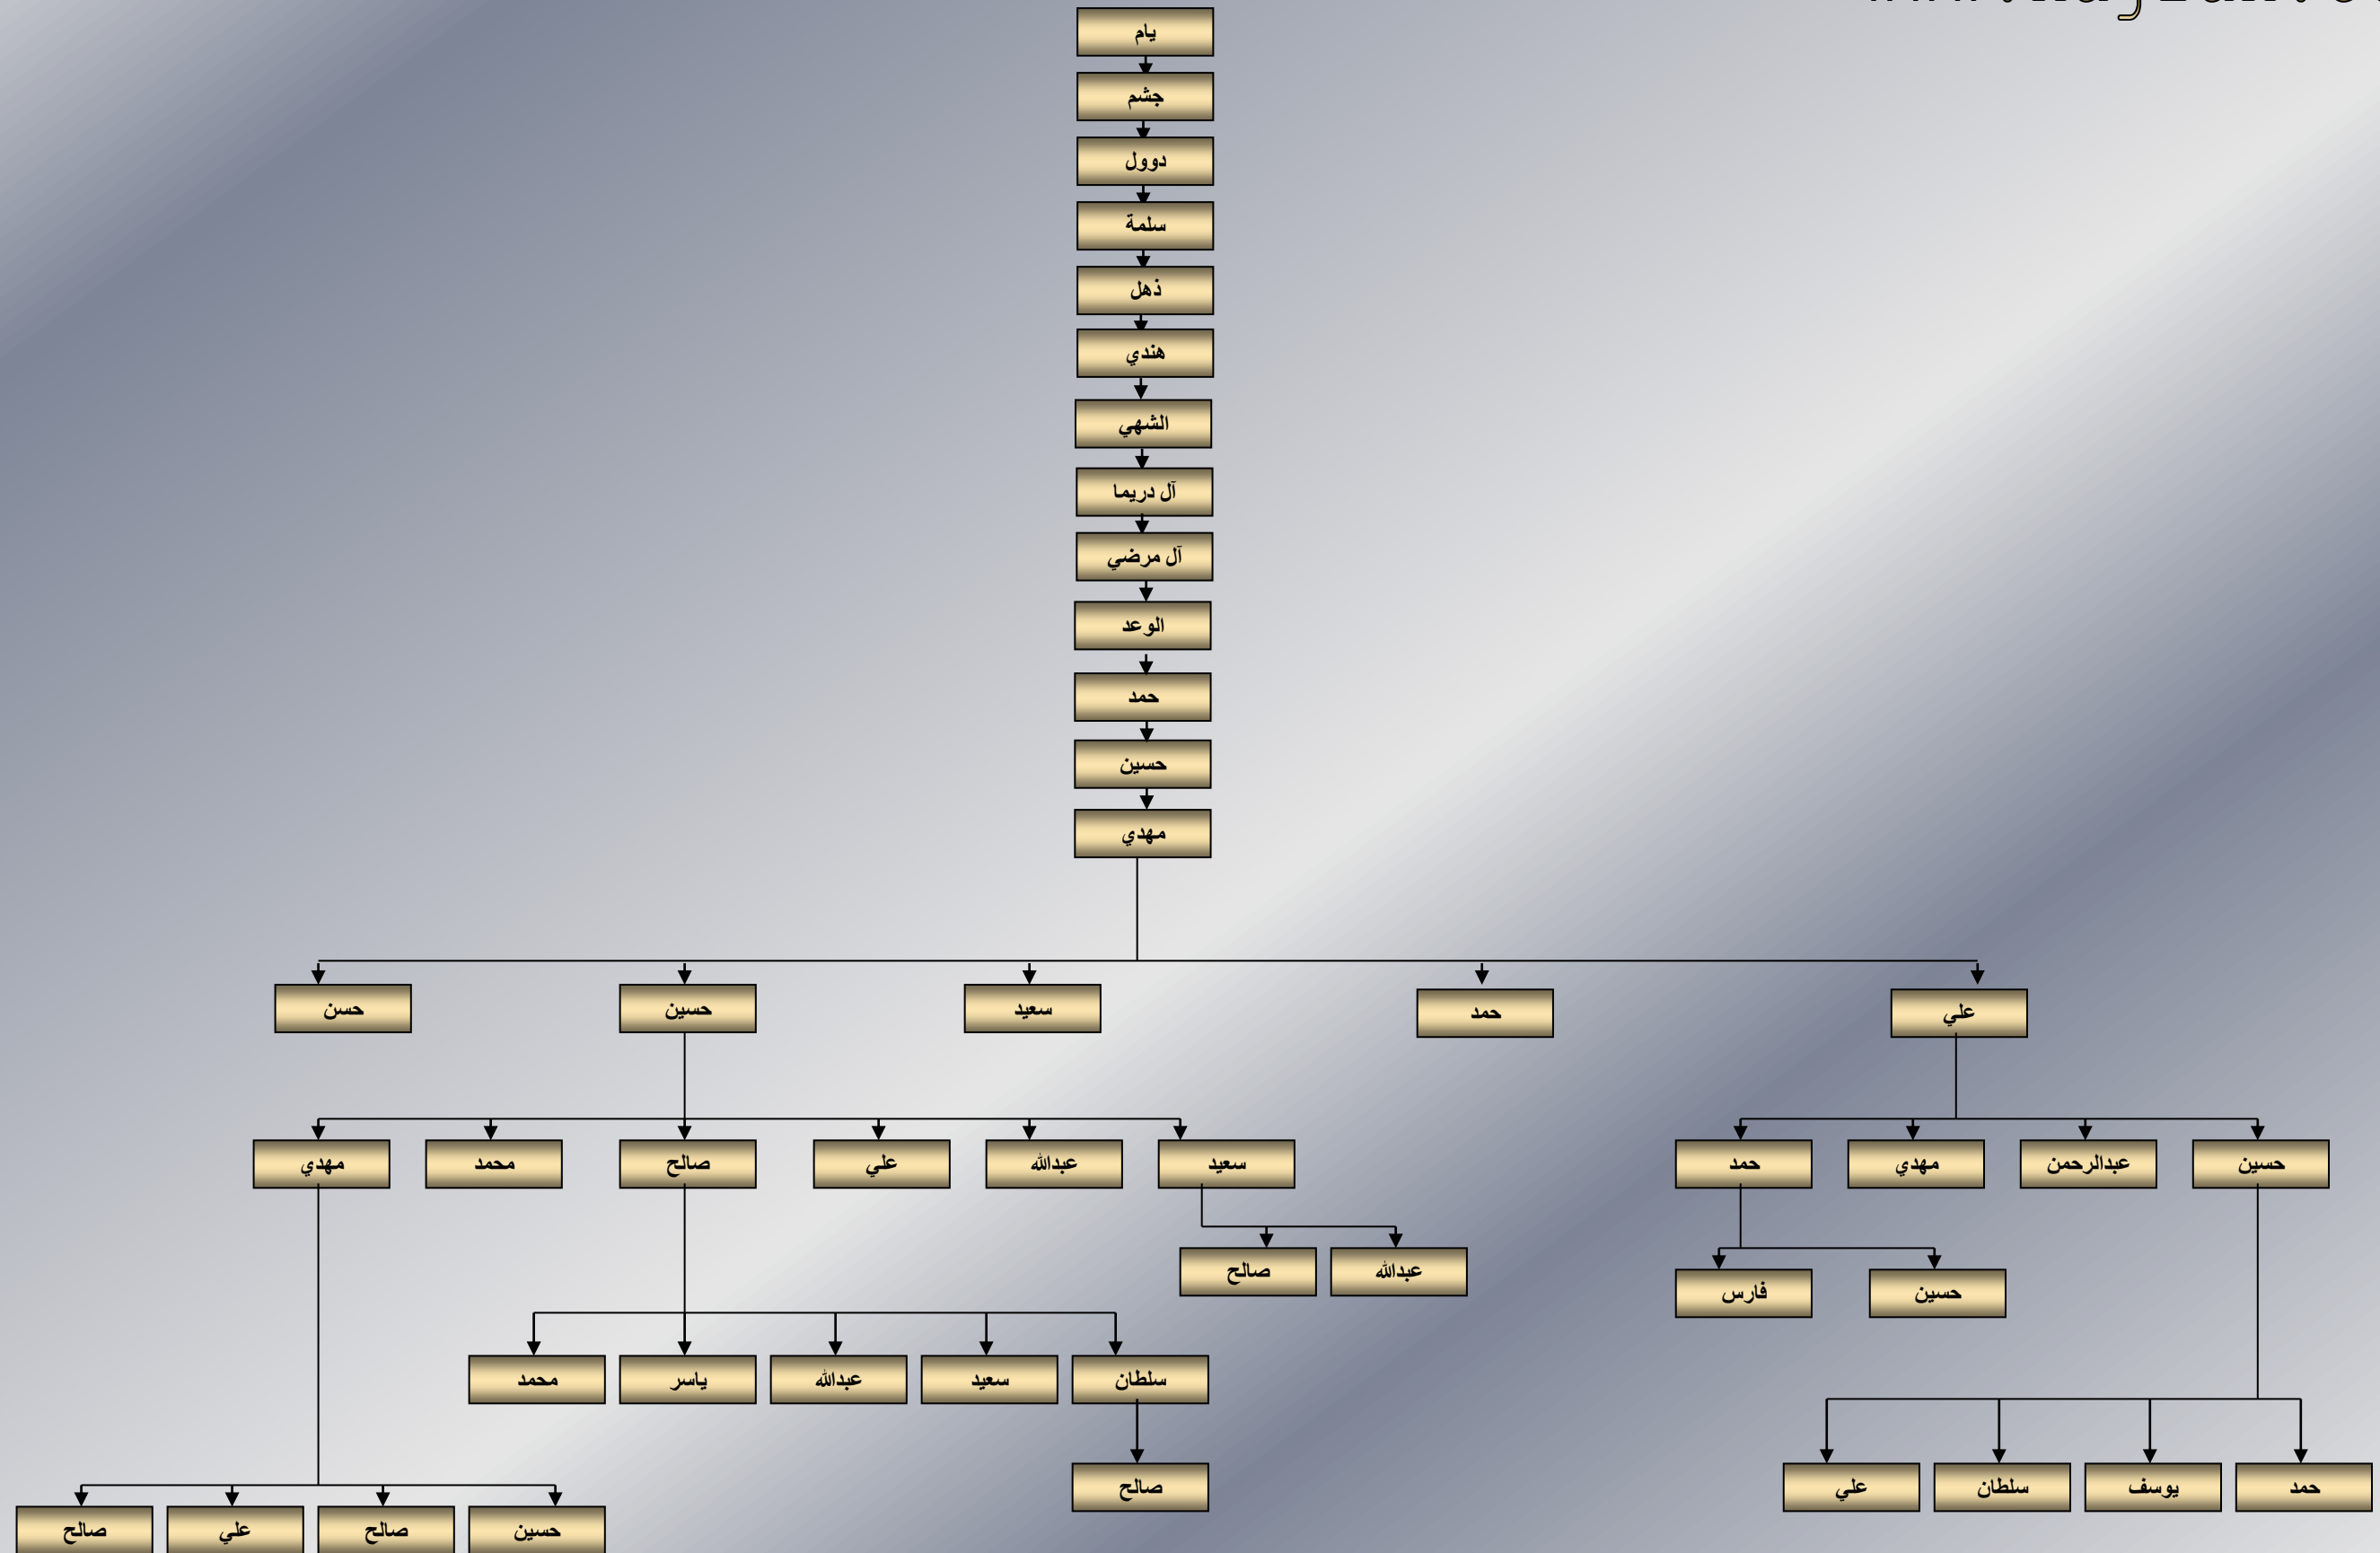 يام
جشم
دوول
سلمة
ذهل
هندي
الشهي
آل دريما
آل مرضي
الوعد
حمد
حسين
مهدي
علي
حمد
سعيد
حسين
حسن
حسين
عبدالرحمن
مهدي
حمد
سعيد
عبدالله
علي
صالح
محمد
مهدي
عبدالله
صالح
حسين
فارس
سلطان
سعيد
عبدالله
ياسر
محمد
حمد
يوسف
سلطان
علي
صالح
حسين
صالح
علي
صالح